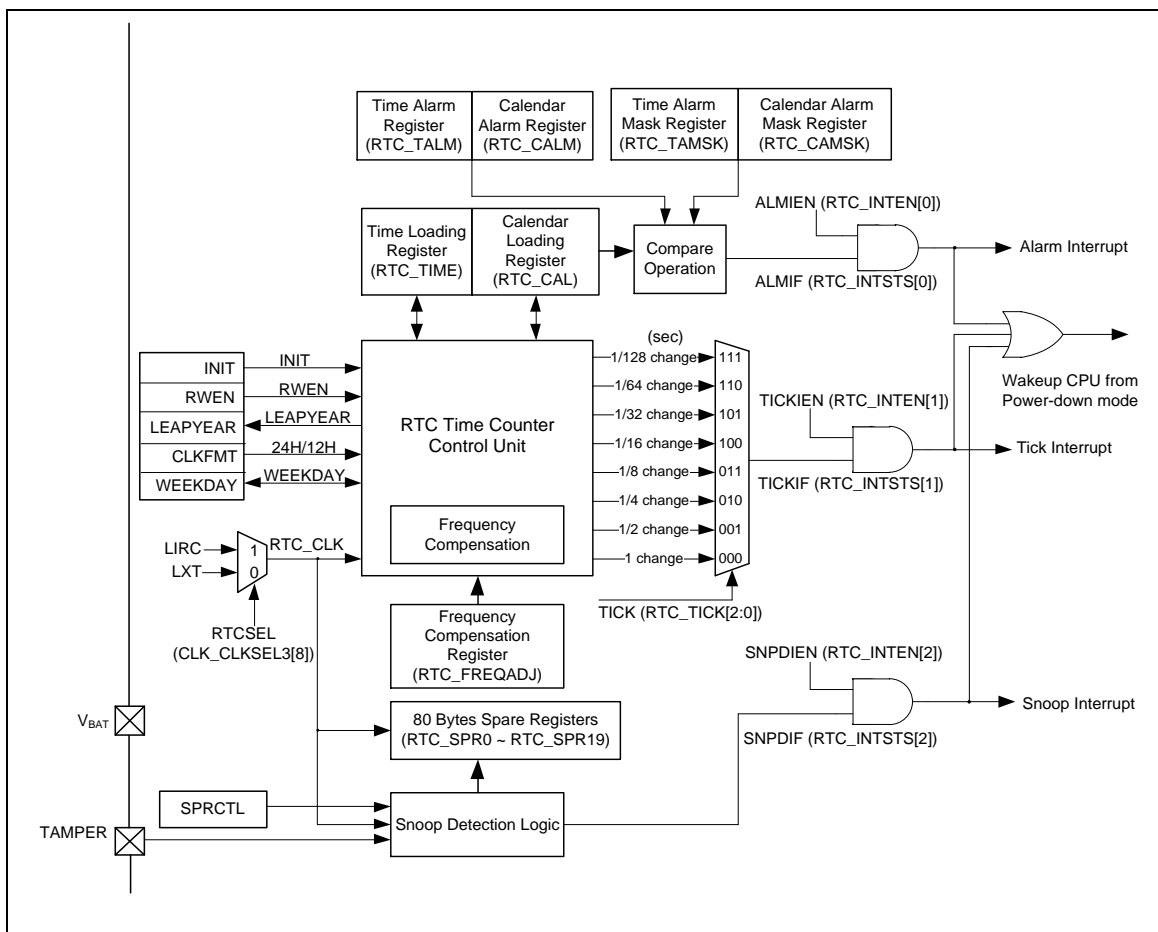 Time Alarm
Register
(RTC_TALM)
Calendar
Alarm Register
(RTC_CALM)
Time Alarm
Mask Register
(RTC_TAMSK)
Calendar Alarm
Mask Register
(RTC_CAMSK)
ALMIEN (RTC_INTEN[0])
Time Loading
Register
(RTC_TIME)
Calendar
Loading
Register
(RTC_CAL)
Compare
Operation
Alarm Interrupt
ALMIF (RTC_INTSTS[0])
(sec)
INIT
INIT
RWEN
RWEN
LEAPYEAR
LEAPYEAR
CLKFMT
24H/12H
WEEKDAY
WEEKDAY
RTC Time Counter
Control Unit
Frequency
Compensation
1/128 change
111
1/64 change
110
1/32 change
101
1/16 change
100
1/8 change
011
1/4 change
010
1/2 change
001
1 change
000
Wakeup CPU from
Power-down mode
TICKIEN (RTC_INTEN[1])
Tick Interrupt
TICKIF (RTC_INTSTS[1])
LIRC
LXT
1
0
RTC_CLK
RTCSEL
(CLK_CLKSEL3[8])
TICK (RTC_TICK[2:0])
Frequency
Compensation
Register
(RTC_FREQADJ)
SNPDIEN (RTC_INTEN[2])
Snoop Interrupt
SNPDIF (RTC_INTSTS[2])
VBAT
80 Bytes Spare Registers
(RTC_SPR0 ~ RTC_SPR19)
SPRCTL
TAMPER
Snoop Detection Logic